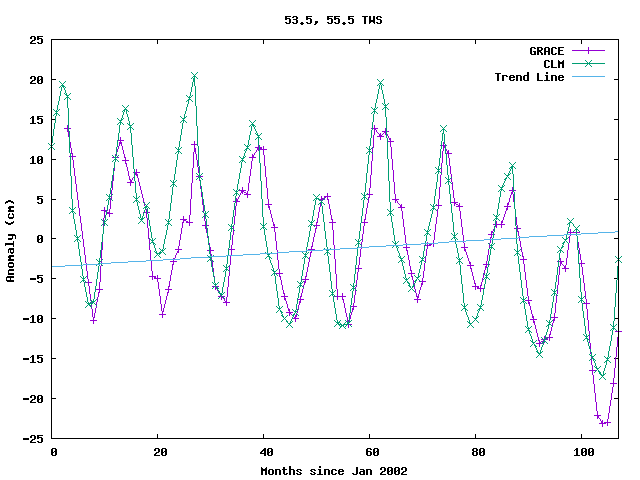 53.5, 55.5 TWS
GRACE
CLM
Trend Line
25
20
15
10
5
0
-5
-10
-15
-20
-25
Anomaly (cm)
0 20 40 60 80 100
Months since Jan 2002